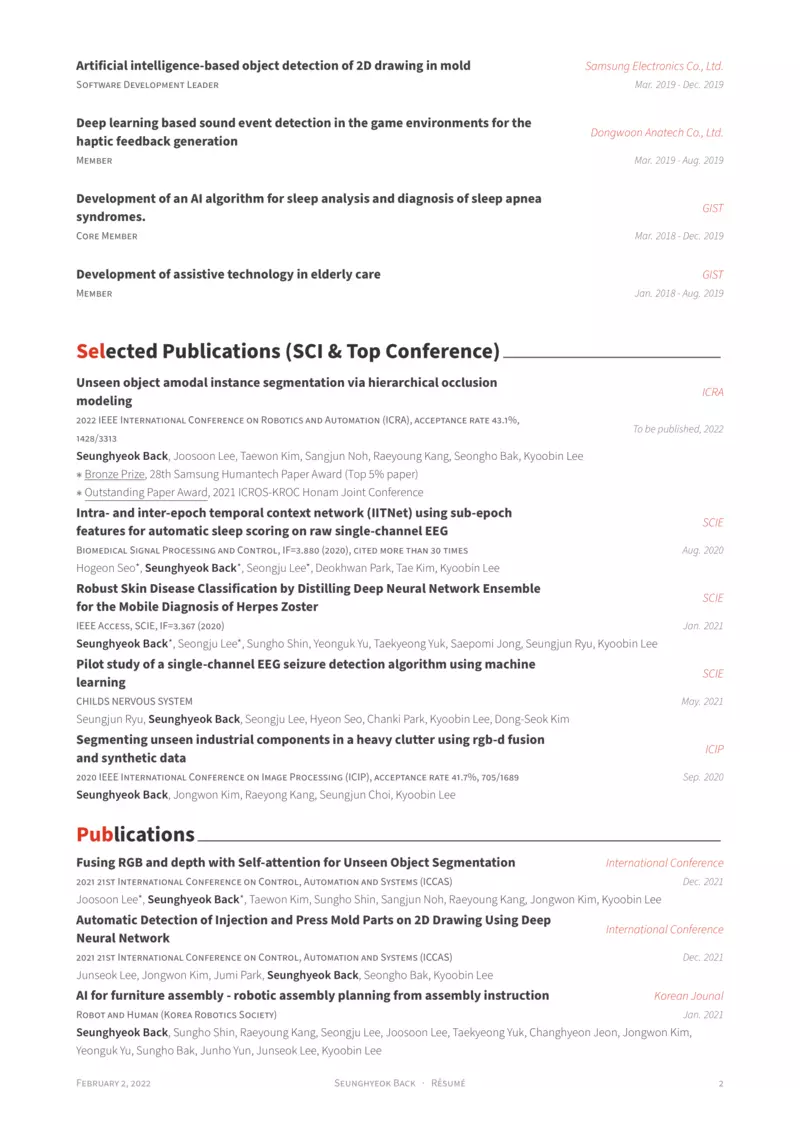 Artificial intelligence-based object detection of 2D drawing in mold
Samsung Electronics Co., Ltd.
Software Development Leader
Mar. 2019 - Dec. 2019
Deep learning based sound event detection in the game environments for the
haptic feedback generation
Dongwoon Anatech Co., Ltd.
Member
Mar. 2019 - Aug. 2019
Development of an AI algorithm for sleep analysis and diagnosis of sleep apnea
syndromes.
GIST
Core Member
Mar. 2018 - Dec. 2019
Development of assistive technology in elderly care
GIST
Member
Jan. 2018 - Aug. 2019
Selected Publications (SCI & Top Conference)
Unseen object amodal instance segmentation via hierarchical occlusion
modeling
ICRA
2022 IEEE International Conference on Robotics and Automation (ICRA), acceptance rate 43.1%,
1428/3313
To be published, 2022
Seunghyeok Back, Joosoon Lee, Taewon Kim, Sangjun Noh, Raeyoung Kang, Seongho Bak, Kyoobin Lee
* Bronze Prize, 28th Samsung Humantech Paper Award (Top 5% paper)
* Outstanding Paper Award, 2021 ICROS-KROC Honam Joint Conference
Intra- and inter-epoch temporal context network (IITNet) using sub-epoch
features for automatic sleep scoring on raw single-channel EEG
SCIE
Biomedical Signal Processing and Control, IF=3.880 (2020), cited more than 30 times
Aug. 2020
Hogeon Seo*, Seunghyeok Back*, Seongju Lee*, Deokhwan Park, Tae Kim, Kyoobin Lee
Robust Skin Disease Classification by Distilling Deep Neural Network Ensemble
for the Mobile Diagnosis of Herpes Zoster
SCIE
IEEE Access, SCIE, IF=3.367 (2020)
Jan. 2021
Seunghyeok Back*, Seongju Lee*, Sungho Shin, Yeonguk Yu, Taekyeong Yuk, Saepomi Jong, Seungjun Ryu, Kyoobin Lee
Pilot study of a single-channel EEG seizure detection algorithm using machine
learning
SCIE
CHILDS NERVOUS SYSTEM
May. 2021
Seungjun Ryu, Seunghyeok Back, Seongju Lee, Hyeon Seo, Chanki Park, Kyoobin Lee, Dong-Seok Kim
Segmenting unseen industrial components in a heavy clutter using rgb-d fusion
and synthetic data
ICIP
2020 IEEE International Conference on Image Processing (ICIP), acceptance rate 41.7%, 705/1689
Sep. 2020
Seunghyeok Back, Jongwon Kim, Raeyong Kang, Seungjun Choi, Kyoobin Lee
Publications
Fusing RGB and depth with Self-attention for Unseen Object Segmentation
International Conference
2021 21st International Conference on Control, Automation and Systems (ICCAS)
Dec. 2021
Joosoon Lee*, Seunghyeok Back*, Taewon Kim, Sungho Shin, Sangjun Noh, Raeyoung Kang, Jongwon Kim, Kyoobin Lee
Automatic Detection of Injection and Press Mold Parts on 2D Drawing Using Deep
Neural Network
International Conference
2021 21st International Conference on Control, Automation and Systems (ICCAS)
Dec. 2021
Junseok Lee, Jongwon Kim, Jumi Park, Seunghyeok Back, Seongho Bak, Kyoobin Lee
AI for furniture assembly - robotic assembly planning from assembly instruction
Korean Jounal
Robot and Human (Korea Robotics Society)
Jan. 2021
Seunghyeok Back, Sungho Shin, Raeyoung Kang, Seongju Lee, Joosoon Lee, Taekyeong Yuk, Changhyeon Jeon, Jongwon Kim,
Yeonguk Yu, Sungho Bak, Junho Yun, Junseok Lee, Kyoobin Lee
February 2, 2022
Seunghyeok Back · Résumé
2